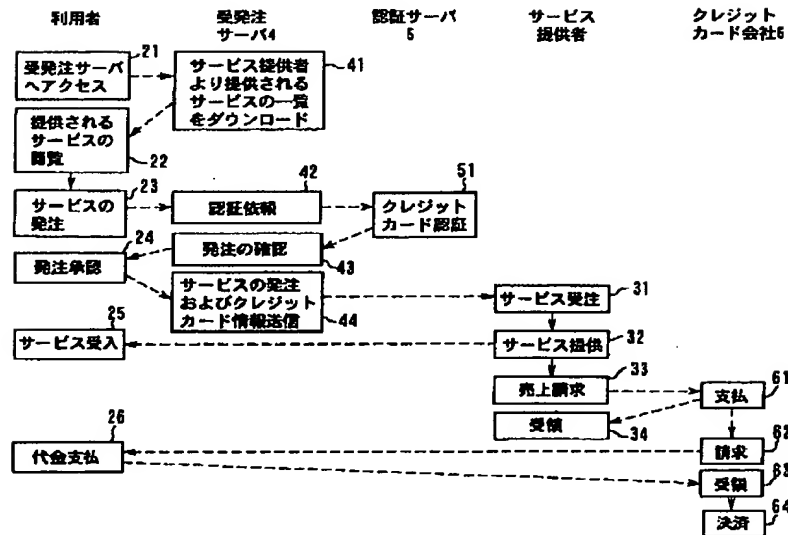 利用者
受発注
サーバ4
認証サーバ
5
サービス
提供者
クレジット
カード会社6
21
受発注サーバ
へアクセス
41
サービス提供者
より提供される
サービスの一覧
をダウンロード
提供される
サービスの
閲覧
22
23
サービスの
発注
42
認証依頼
51
クレジット
カード認証
24
発注承認
発注の確認
43
サービスの発注
およびクレジット
カード情報送信
44
サービス受注
31
25
サービス受入
サービス提供
32
33
売上請求
61
支払
受領
34
26
代金支払
請求
62
受領
63
決済
64